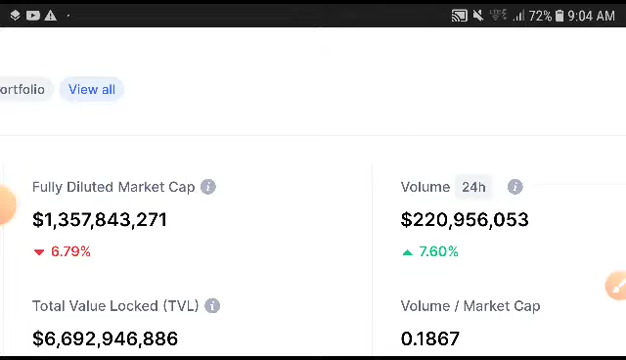 72% 9:04 AM
ortfolio View all
Fully Diluted Market Cap Volume 24h
$1,357,843,271 $220,956,053
6.79% 7.60%
Total Value Locked (TVL) Volume / Market Cap
$6,692,946,886 0.1867